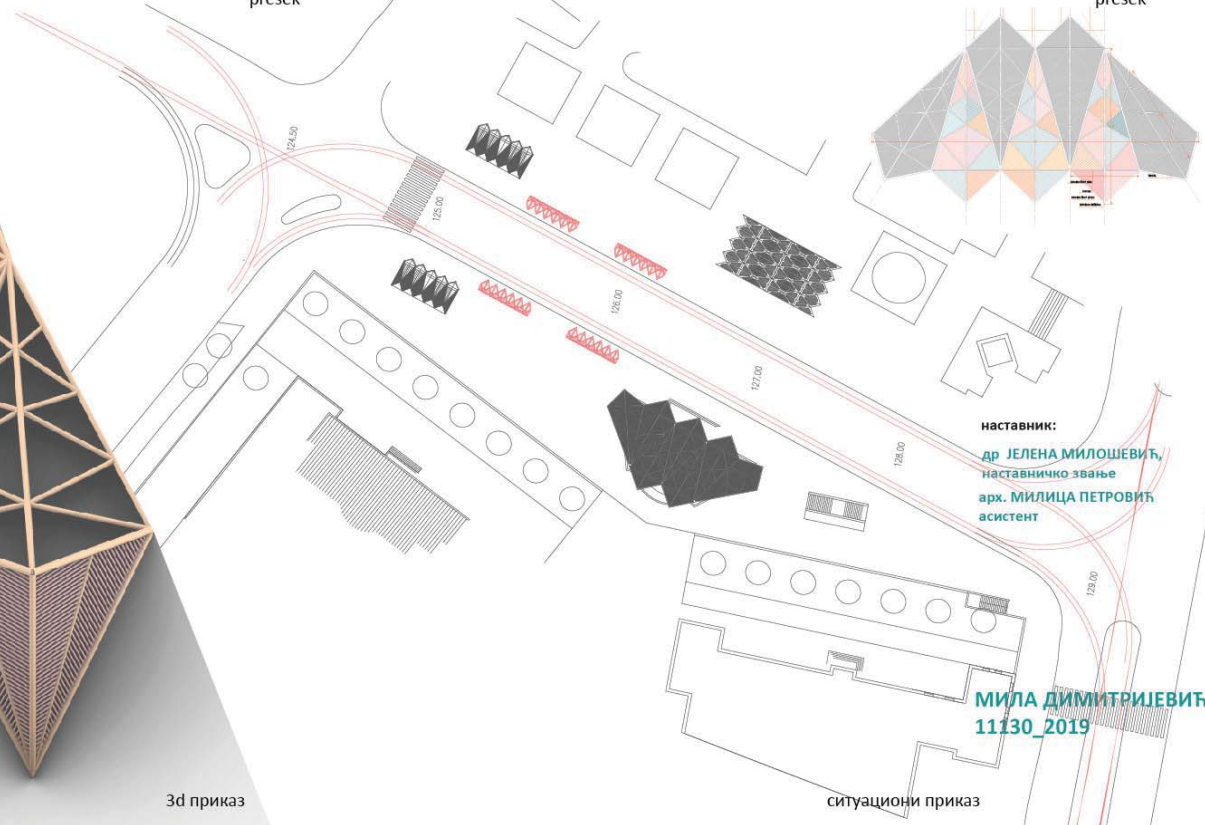 presek
presek
124.50
125.00
126.00
127.00
128.00
129.00
наставник:
др ЈЕЛЕНА МИЛОШЕВИЋ,
наставничко звање
арх. МИЛИЦА ПЕТРОВИЋ
асистент
МИЛА ДИМИТРИЈЕВИЋ
11130_2019
3d приказ
ситуациони приказ